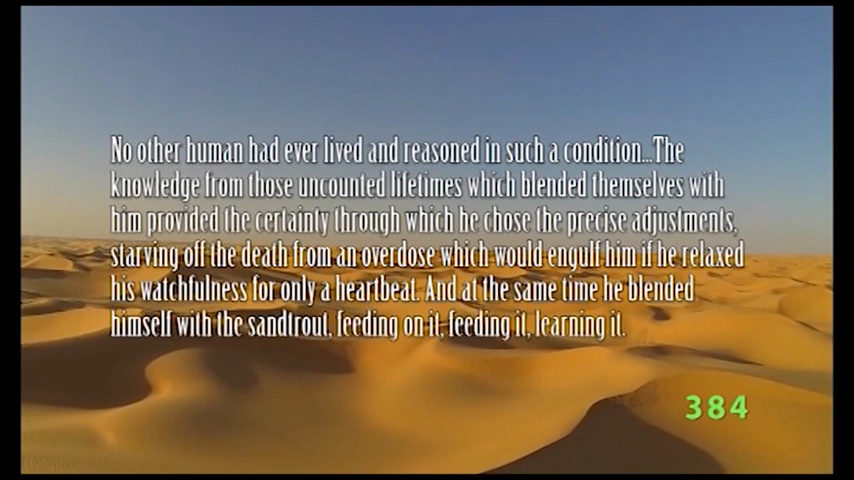 No other human had ever lived and reasoned in such a condition...The
knowledge from those uncounted lifetimes which blended themselves with
him provided the certainty through which he chose the precise adjustments,
starving off the death from an overdose which would engulf him if he relaxed
his watchfulness for only a heartbeat. And at the same time he blended
himself with the sandtrout, feeding on it, feeding it, learning it.
384